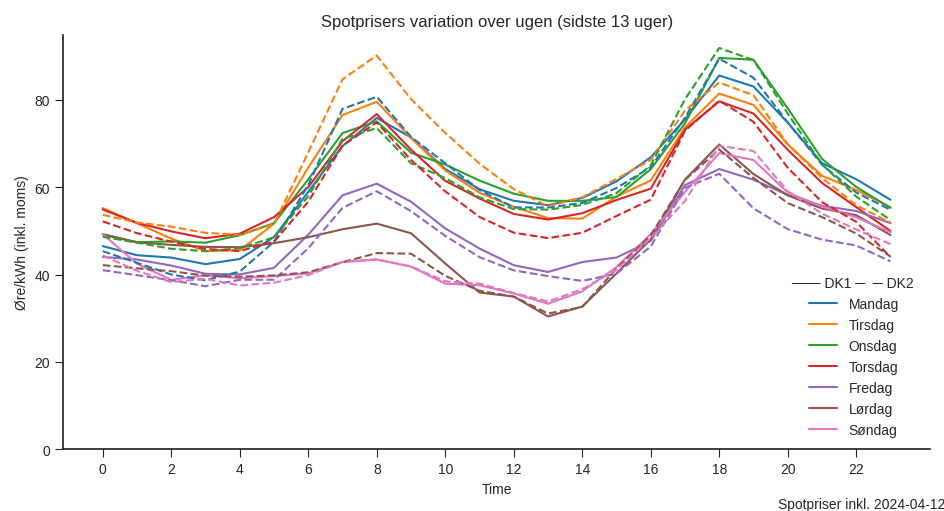 Spotprisers variation over ugen (sidste 13 uger)
Øre/kWh (inkl. moms)
80
60
40
20
0
DK1 DK2
Mandag
Tirsdag
Onsdag
Torsdag
Fredag
Lørdag
Søndag
0 2 4 6 8 10 12 14 16 18 20 22
Time
Spotpriser inkl. 2024-04-12